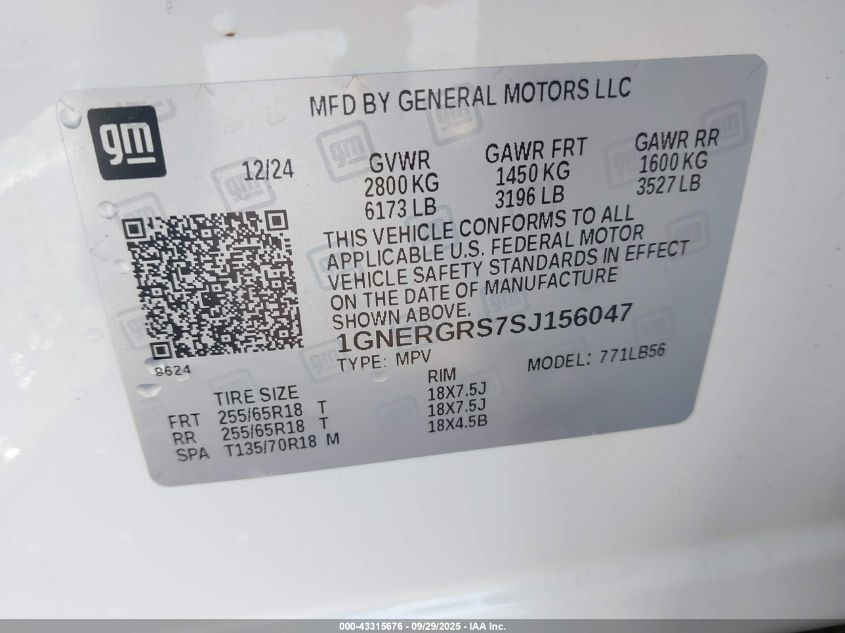 gm
MFD BY GENERAL MOTORS LLC
12/24
GVWR
2800 KG
6173 LB
GAWR FRT
1450 KG
3196 LB
GAWR RR
1600 KG
3527 LB
THIS VEHICLE CONFORMS TO ALL
APPLICABLE U.S. FEDERAL MOTOR
VEHICLE SAFETY STANDARDS IN EFFECT
ON THE DATE OF MANUFACTURE
SHOWN ABOVE.
1GNERGRS7SJ156047
TYPE: MPV MODEL: 771LB56
8624
TIRE SIZE RIM
FRT 255/65R18 T 18X7.5J
RR 255/65R18 T 18X7.5J
SPA T135/70R18 M 18X4.5B
000-43315676 - 09/29/2025 - IAA Inc.